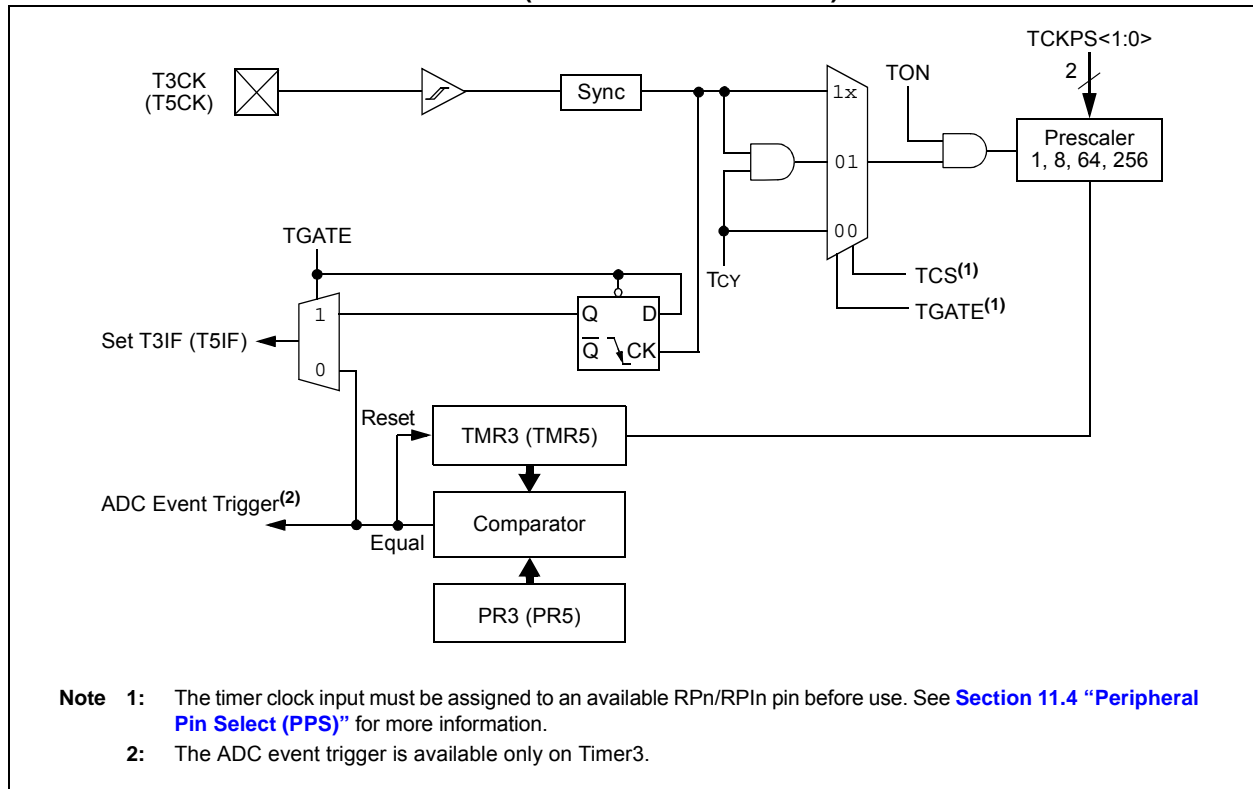 TCKPS<1:0>
2
T3CK
(T5CK)
Sync
1x
TON
Prescaler
1, 8, 64, 256
01
00
TGATE
TCY
TCS(1)
TGATE(1)
1
Q
D
Set T3IF (T5IF)
Q
CK
0
Reset
TMR3 (TMR5)
ADC Event Trigger(2)
Comparator
Equal
PR3 (PR5)
Note 1: The timer clock input must be assigned to an available RPn/RPIn pin before use. See Section 11.4 “Peripheral
Pin Select (PPS)” for more information.
2: The ADC event trigger is available only on Timer3.